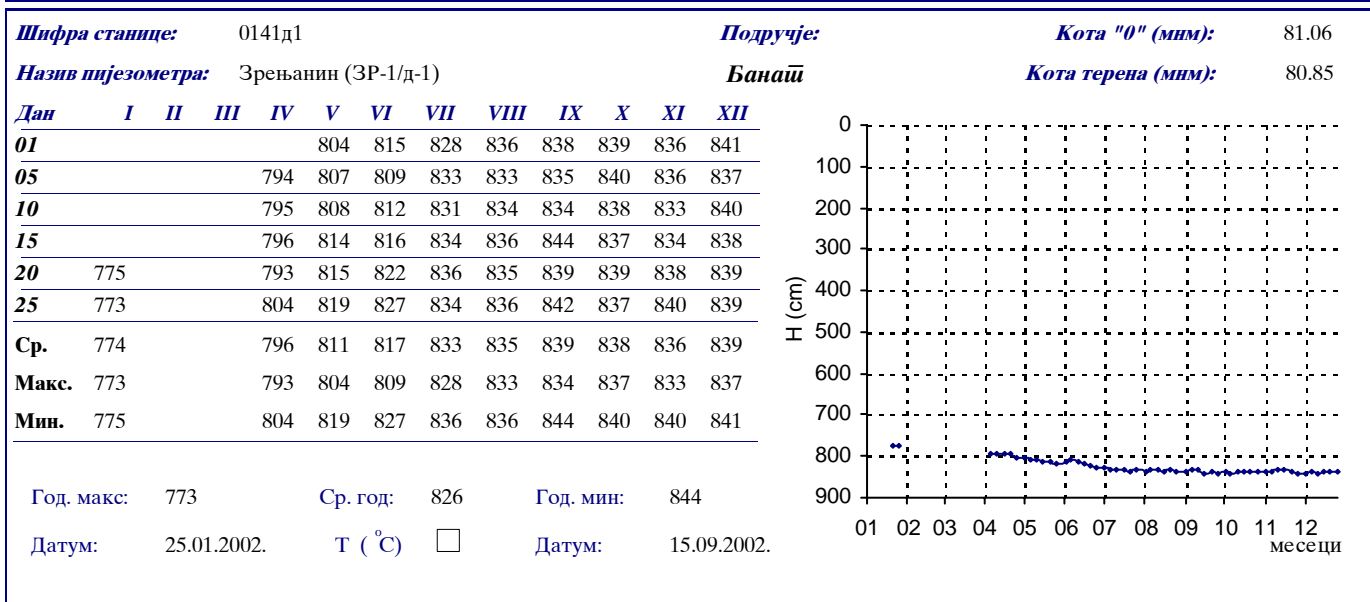 Шифра станице: 0141д1 Подручје: Кота "0" (мнм): 81.06
Назив пијезометра: Зрењанин (ЗР-1/д-1) Банат Кота терена (мнм): 80.85
Дан I II III IV V VI VII VIII IX X XI XII
01 804 815 828 836 838 839 836 841
05 794 807 809 833 833 835 840 836 837
10 795 808 812 831 834 834 838 833 840
15 796 814 816 834 836 844 837 834 838
20 775 793 815 822 836 835 839 839 838 839
25 773 804 819 827 834 836 842 837 840 839
Ср. 774 796 811 817 833 835 839 838 836 839
Макс. 773 793 804 809 828 833 834 837 833 837
Мин. 775 804 819 827 836 836 844 840 840 841
Год. макс: 773 Ср. год: 826 Год. мин: 844
Датум: 25.01.2002. Т ( °C) Датум: 15.09.2002.
0
100
200
300
400
500
600
700
800
900
H (cm)
01 02 03 04 05 06 07 08 09 10 11 12
месеци